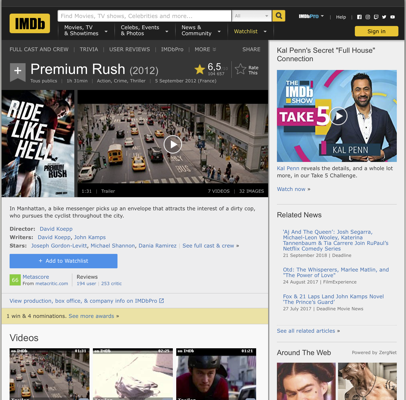 IMDb
Find Movies, TV shows, Celebrities and more...
All
IMDbPro
Help
Movies, TV
& Showtimes
Celebs, Events
& Photos
News &
Community
Watchlist
Sign in
FULL CAST AND CREW | TRIVIA | USER REVIEWS | IMDbPro | MORE
SHARE
Premium Rush (2012)
6,5
Rate
This
Tous publics | 1h 31min | Action, Crime, Thriller | 5 September 2012 (France)
RIDE
LIKE
HELL
PREMIUM
RUSH
1:31 | Trailer
7 VIDEOS | 32 IMAGES
In Manhattan, a bike messenger picks up an envelope that attracts the interest of a dirty cop,
who pursues the cyclist throughout the city.
Director: David Koepp
Writers: David Koepp, John Kamps
Stars: Joseph Gordon-Levitt, Michael Shannon, Dania Ramirez | See full cast & crew »
+ Add to Watchlist
Metascore
From metacritic.com
Reviews
194 user | 253 critic
View production, box office, & company info on IMDbPro
1 win & 4 nominations. See more awards »
Videos
Kal Penn's Secret "Full House"
Connection
THE
IMDb
SHOW
TAKE 5
KAL PENN
Kal Penn reveals the details, and a whole lot
more, in our Take 5 Challenge.
Watch now »
Related News
'AJ And The Queen': Josh Segarra,
Michael-Leon Wooley, Katerina
Tannenbaum & Tia Carrere Join RuPaul's
Netflix Comedy Series
21 September 2018 | Deadline
Otd: The Whisperers, Marlee Matlin, and
"The Power of Love"
24 August 2017 | FilmExperience
Fox & 21 Laps Land John Kamps Novel
'The Prince's Guard'
27 July 2017 | Deadline Movie News
See all related articles »
Around The Web
Powered by ZergNet